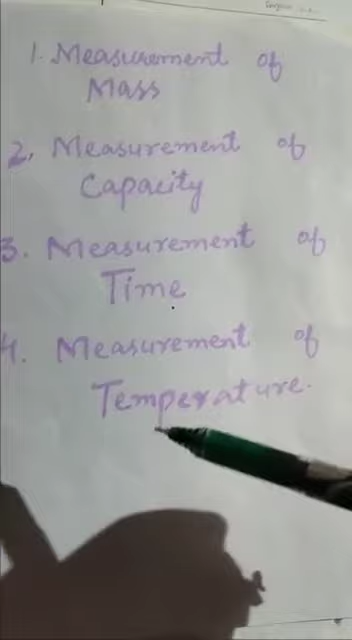 1. Measurement of
Mass
2. Measurement of
Capacity
3. Measurement of
Time
4. Measurement of
Temperature.